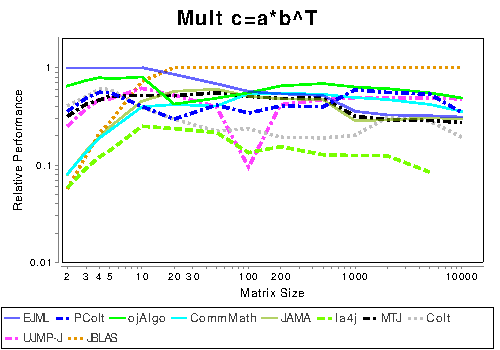 Mult c=a*b^T
Relative Performance
1
0.1
0.01
2 3 4 5 10 20 30 100 200 1000 10000
Matrix Size
EJML PColt ojAlgo CommMath JAMA la4j MTJ Colt
UJMP-J JBLAS